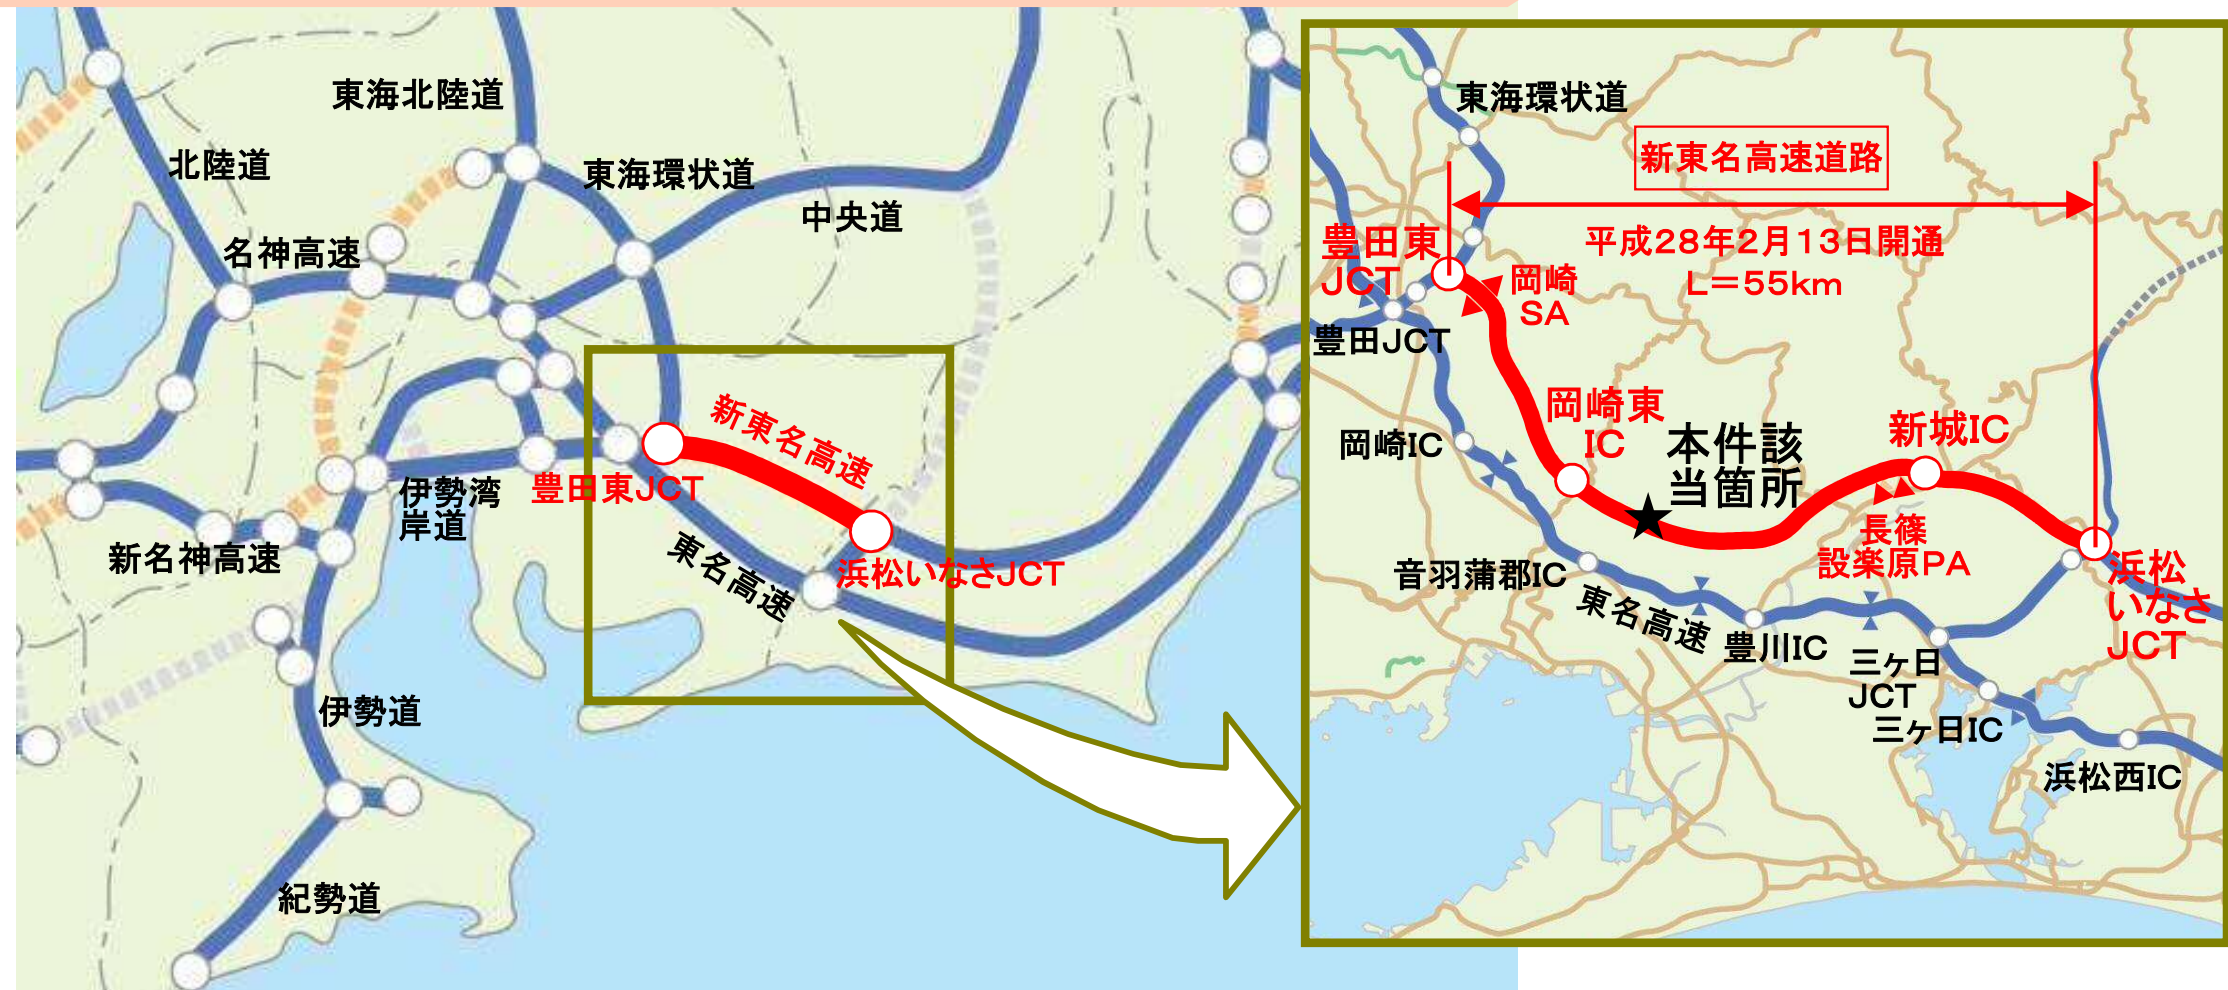 東海北陸道
北陸道
東海環状道
中央道
名神高速
新東名高速
豊田東JCT
伊勢湾
岸道
新名神高速
東名高速
浜松いなさJCT
伊勢道
紀勢道
東海環状道
新東名高速道路
平成28年2月13日開通
L=55km
豊田東
JCT
岡崎
SA
豊田JCT
岡崎東
IC
岡崎IC
本件該
当箇所
新城IC
長篠
設楽原PA
音羽蒲郡IC
東名高速
豊川IC
浜松
いなさ
JCT
三ヶ日
JCT
三ヶ日IC
浜松西IC